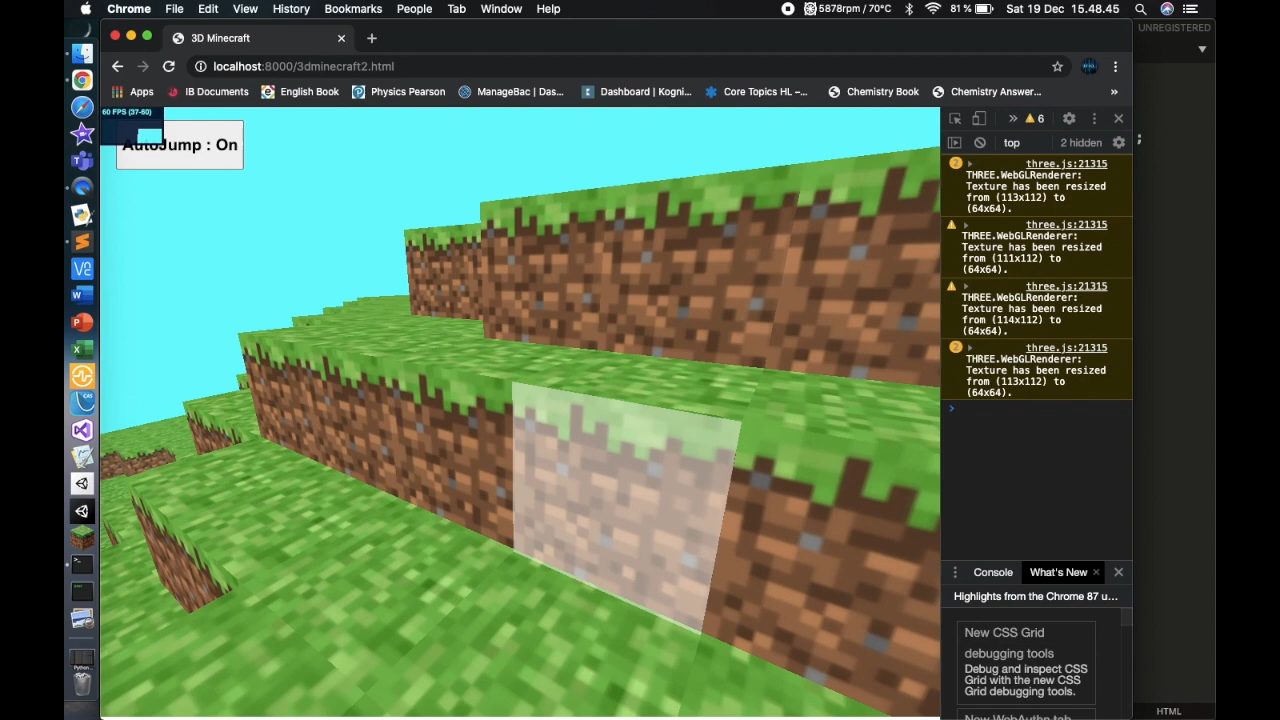 Chrome File Edit View History Bookmarks People Tab Window Help
5878rpm / 70°C 81% Sat 19 Dec 15.48.45
UNREGISTERED
3D Minecraft
localhost:8000/3dminecraft2.html
Apps IB Documents English Book Physics Pearson ManageBac | Das... Dashboard | Kogni... Core Topics HL –... Chemistry Book Chemistry Answer... »
60 FPS (37-60)
AutoJump : On
» 6
top 2 hidden
;
2 three.js:21315
THREE.WebGLRenderer:
Texture has been resized
from (113x112) to
(64x64).
three.js:21315
THREE.WebGLRenderer:
Texture has been resized
from (111x112) to
(64x64).
three.js:21315
THREE.WebGLRenderer:
Texture has been resized
from (114x112) to
(64x64).
2 three.js:21315
THREE.WebGLRenderer:
Texture has been resized
from (113x112) to
(64x64).
Console What's New
Highlights from the Chrome 87 u...
New CSS Grid
debugging tools
Debug and inspect CSS
Grid with the new CSS
Grid debugging tools.
New WebAuthn tab
HTML